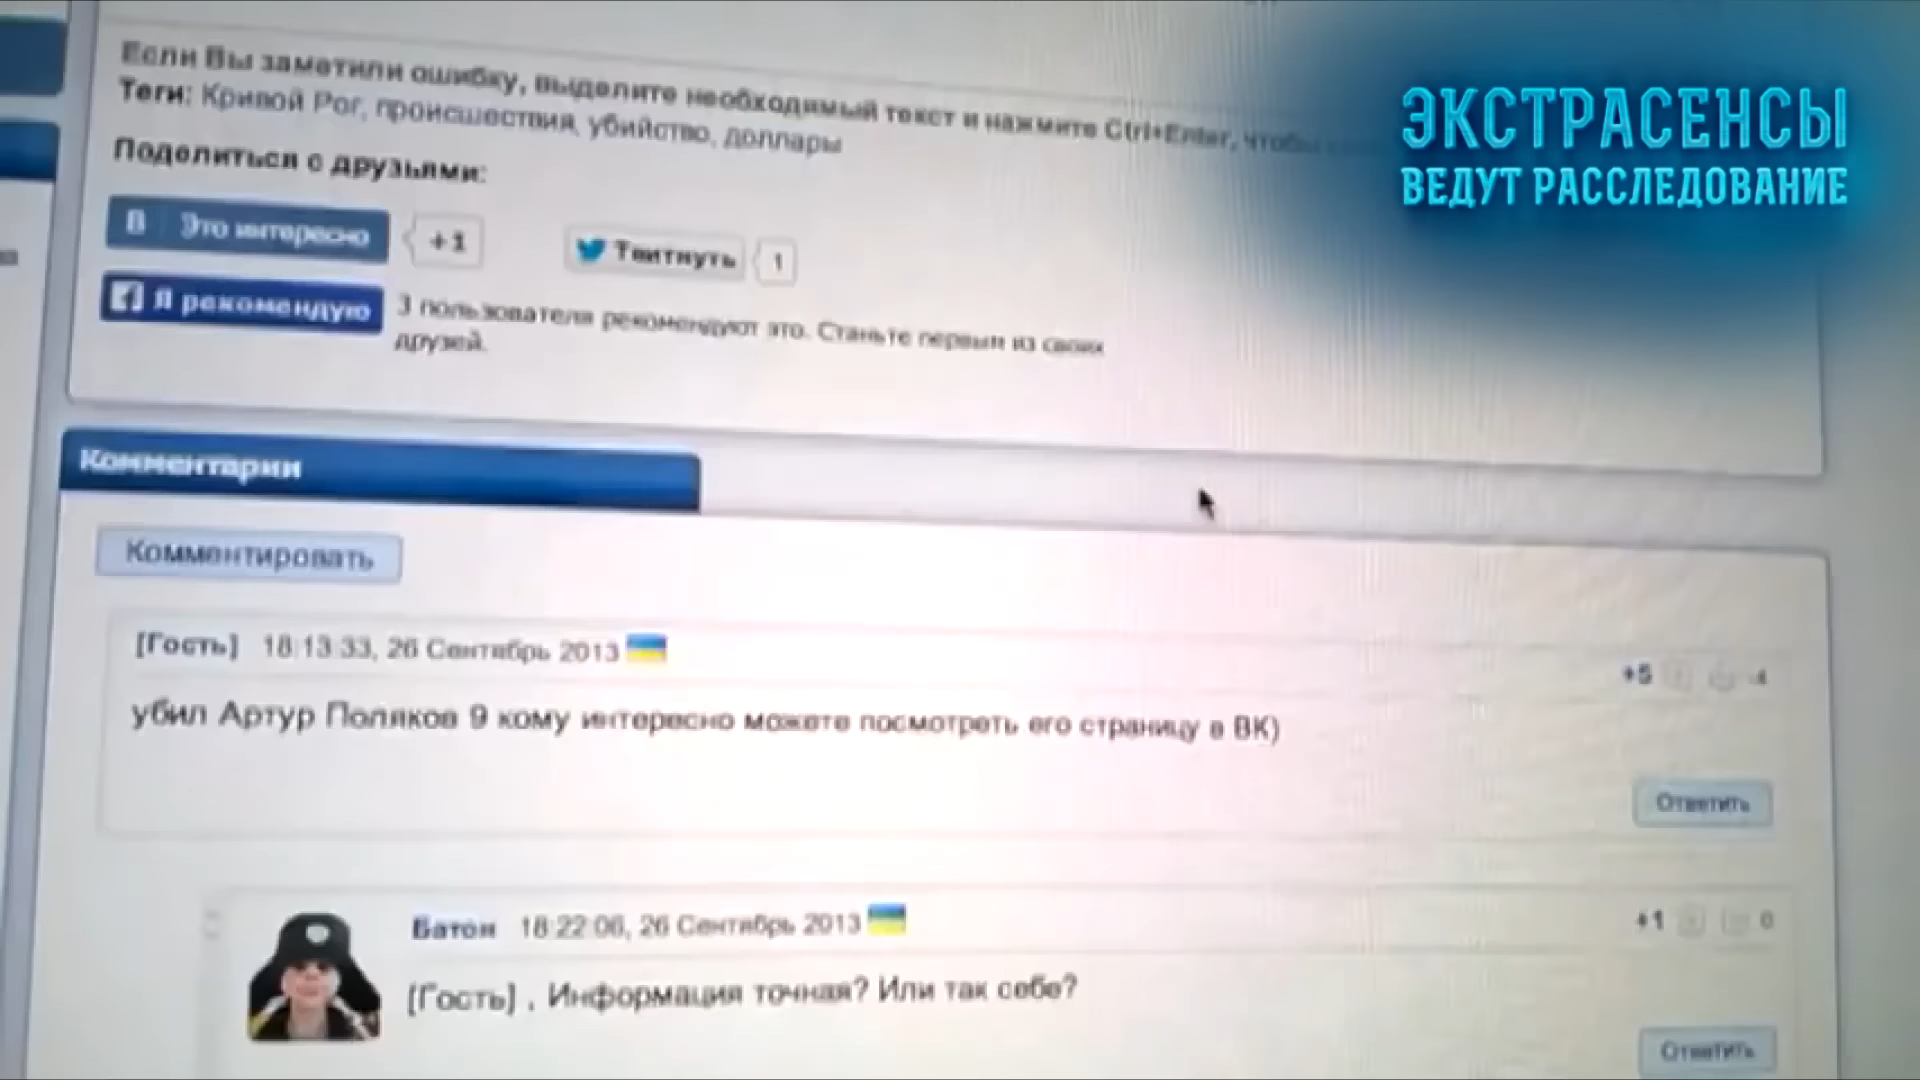 Если Вы заметили ошибку, выделите необходимый текст и нажмите Ctrl+Enter, чтобы
Теги: Кривой Рог, происшествия, убийство, доллары
ЭКСТРАСЕНСЫ
ВЕДУТ РАССЛЕДОВАНИЕ
Поделиться с друзьями:
В Это интересно +1 Твитнуть 1
Я рекомендую 3 пользователя рекомендуют это. Станьте первым из своих
друзей.
Комментарии
Комментировать
[Гость] 18:13:33, 26 Сентябрь 2013 +5 -4
убил Артур Поляков 9 кому интересно можете посмотреть его страницу в ВК)
Ответить
Батон 18:22:06, 26 Сентябрь 2013 +1 0
[Гость] , Информация точная? Или так себе?
Ответить